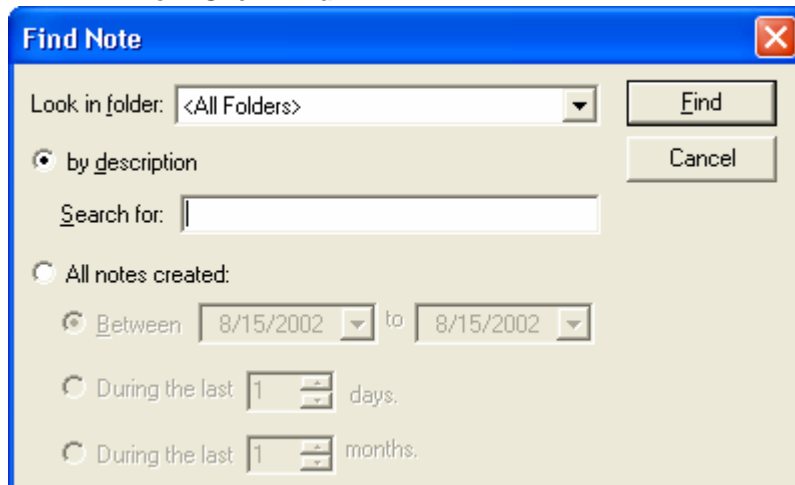 Find Note
Look in folder: <All Folders> Find
by description Cancel
Search for:
All notes created:
Between 8/15/2002 to 8/15/2002
During the last 1 days.
During the last 1 months.